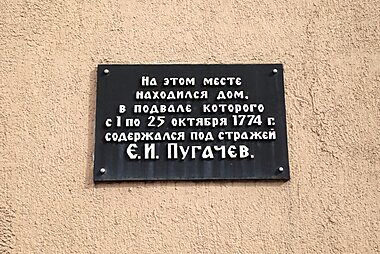 На этом месте
находился дом,
в подвале которого
с 1 по 25 октября 1774 г.
содержался под стражей
Е.И. Пугачев.